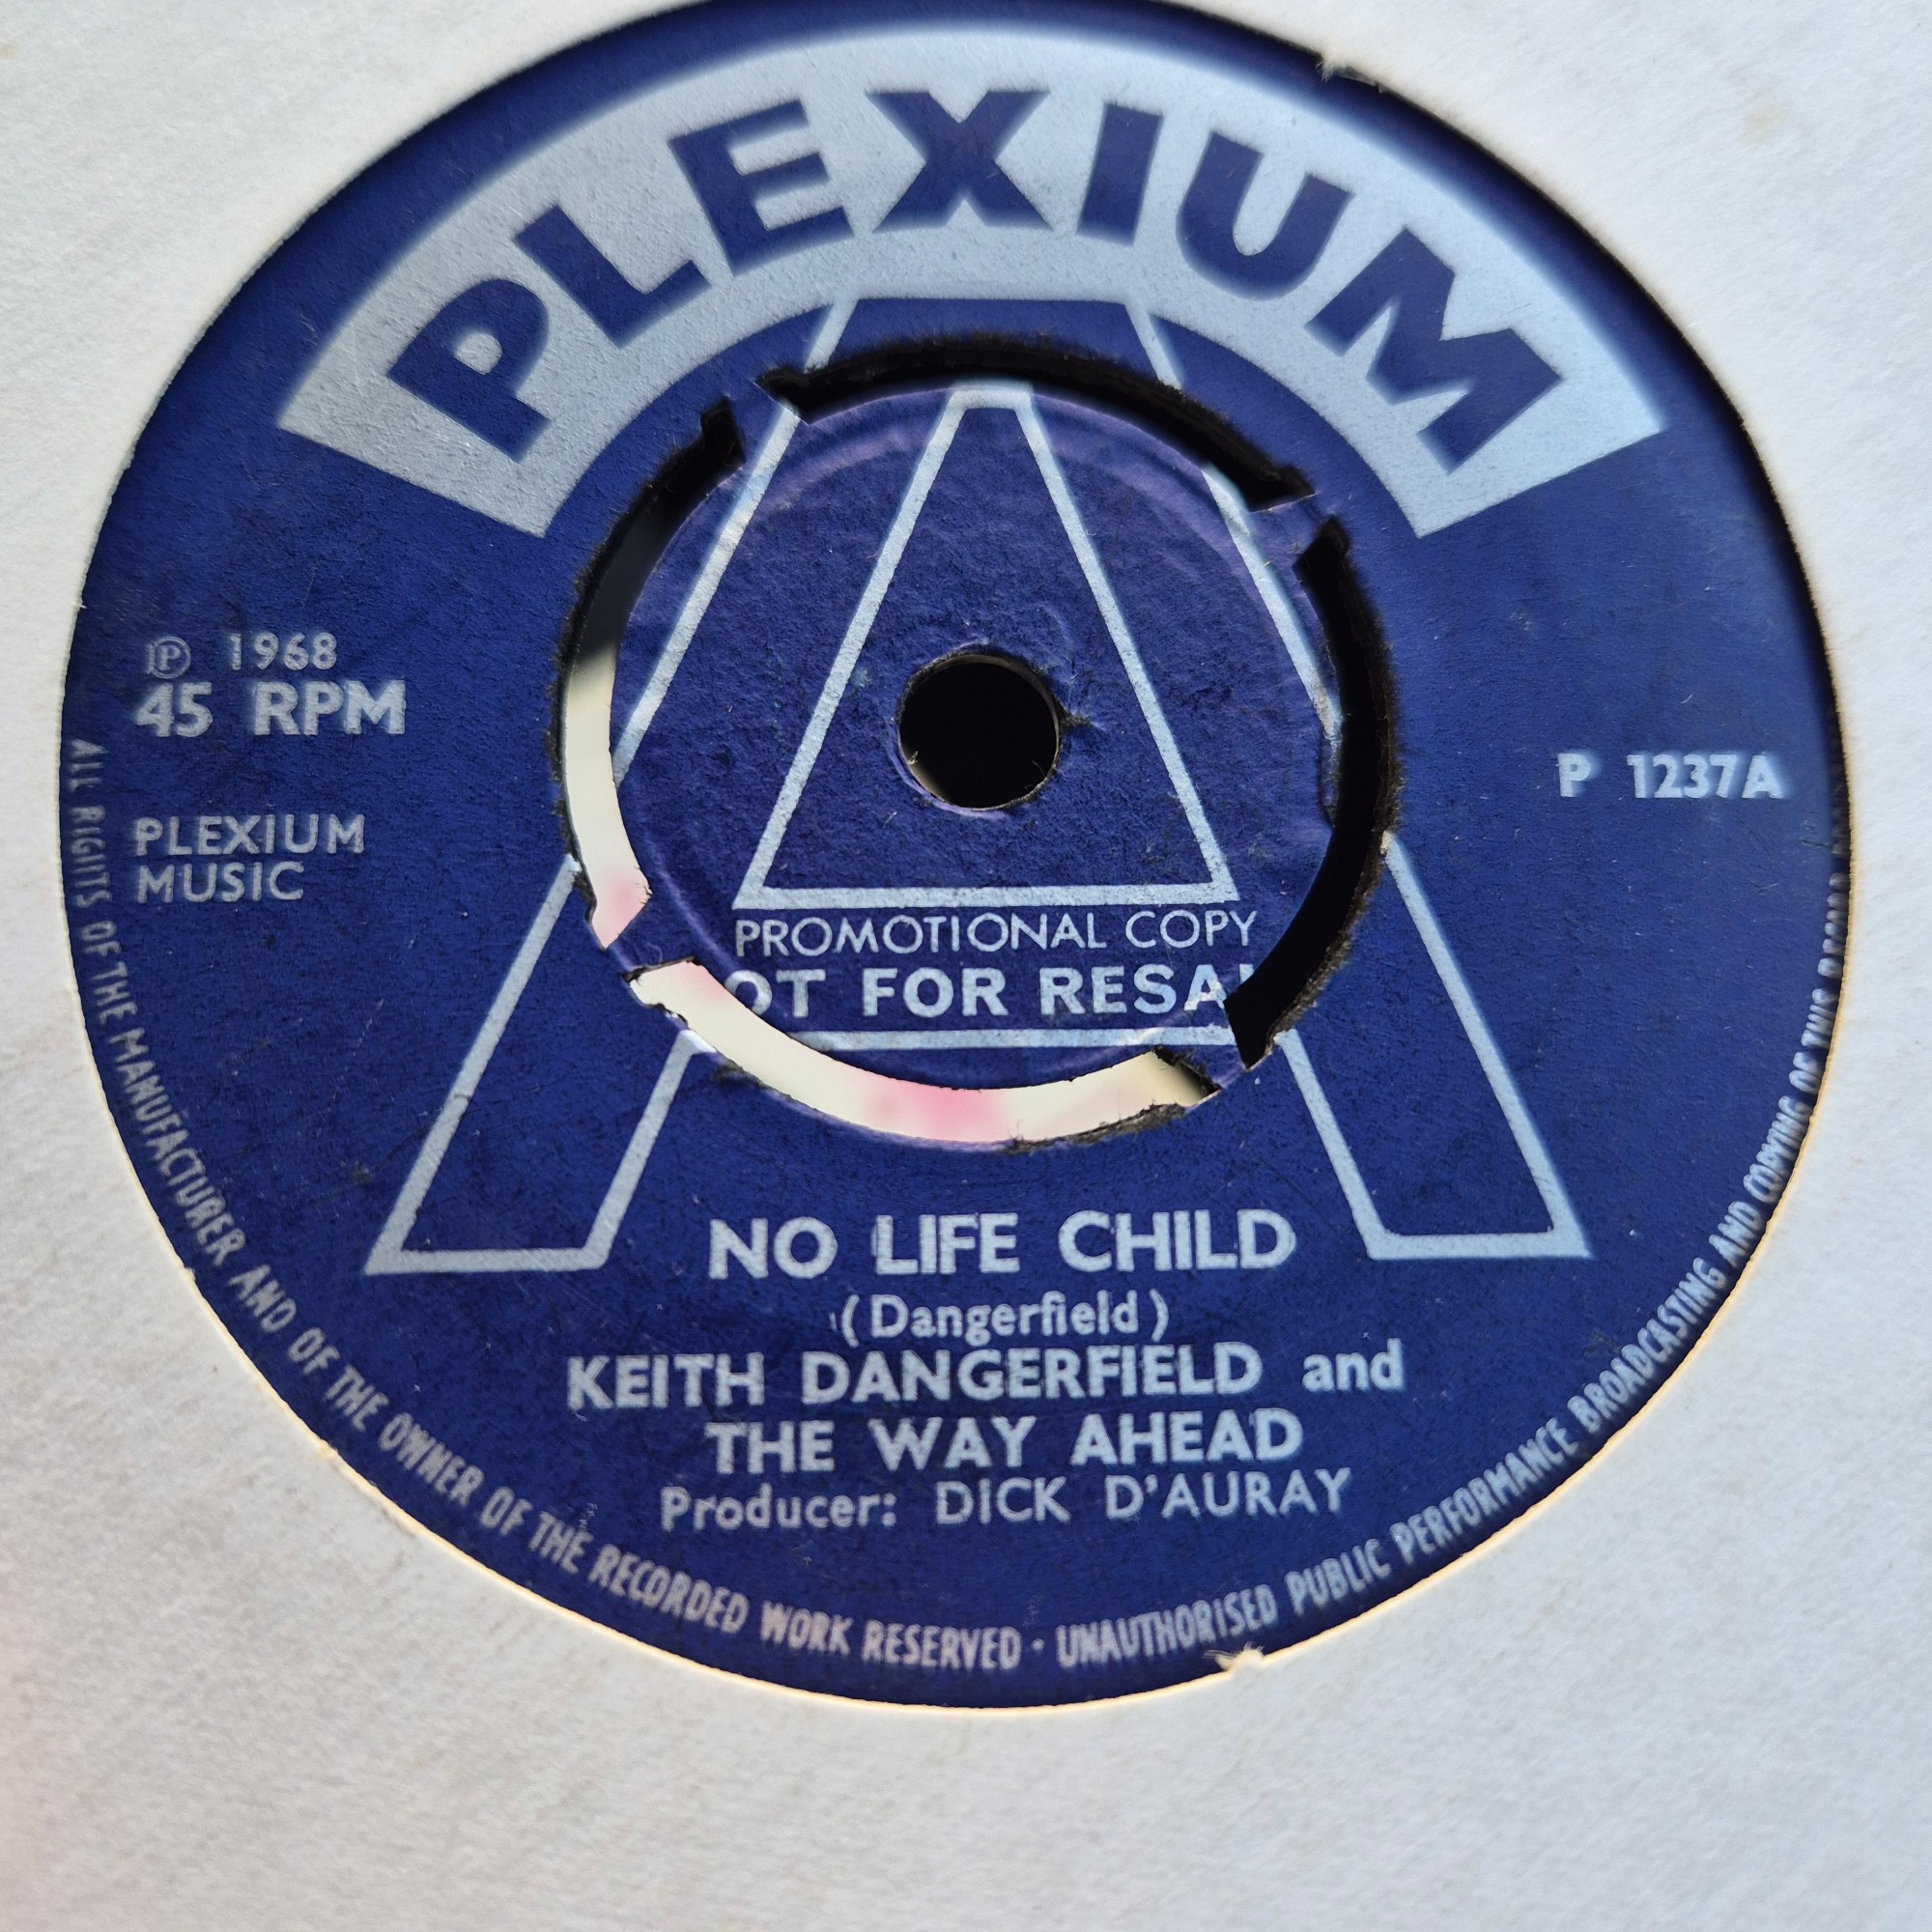 PLEXIUM
A
℗ 1968
45 RPM
P 1237A
PLEXIUM
MUSIC
PROMOTIONAL COPY
OT FOR RESA
NO LIFE CHILD
(Dangerfield)
KEITH DANGERFIELD and
THE WAY AHEAD
Producer: DICK D'AURAY
ALL RIGHTS OF THE MANUFACTURER AND OF THE OWNER OF THE RECORDED WORK RESERVED · UNAUTHORISED PUBLIC PERFORMANCE BROADCASTING AND COPYING OF THIS